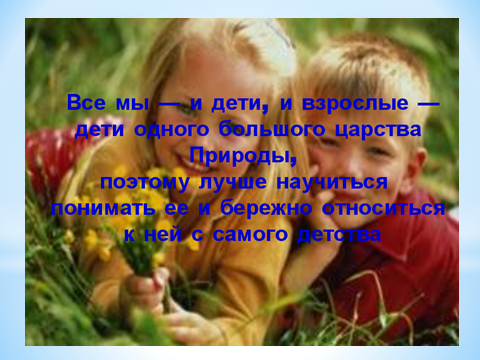 Все мы — и дети, и взрослые —
дети одного большого царства
Природы,
поэтому лучше научиться
понимать ее и бережно относиться
к ней с самого детства